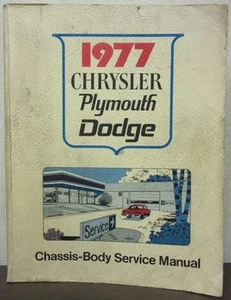 1977
CHRYSLER
Plymouth
Dodge
Service
Chassis-Body Service Manual